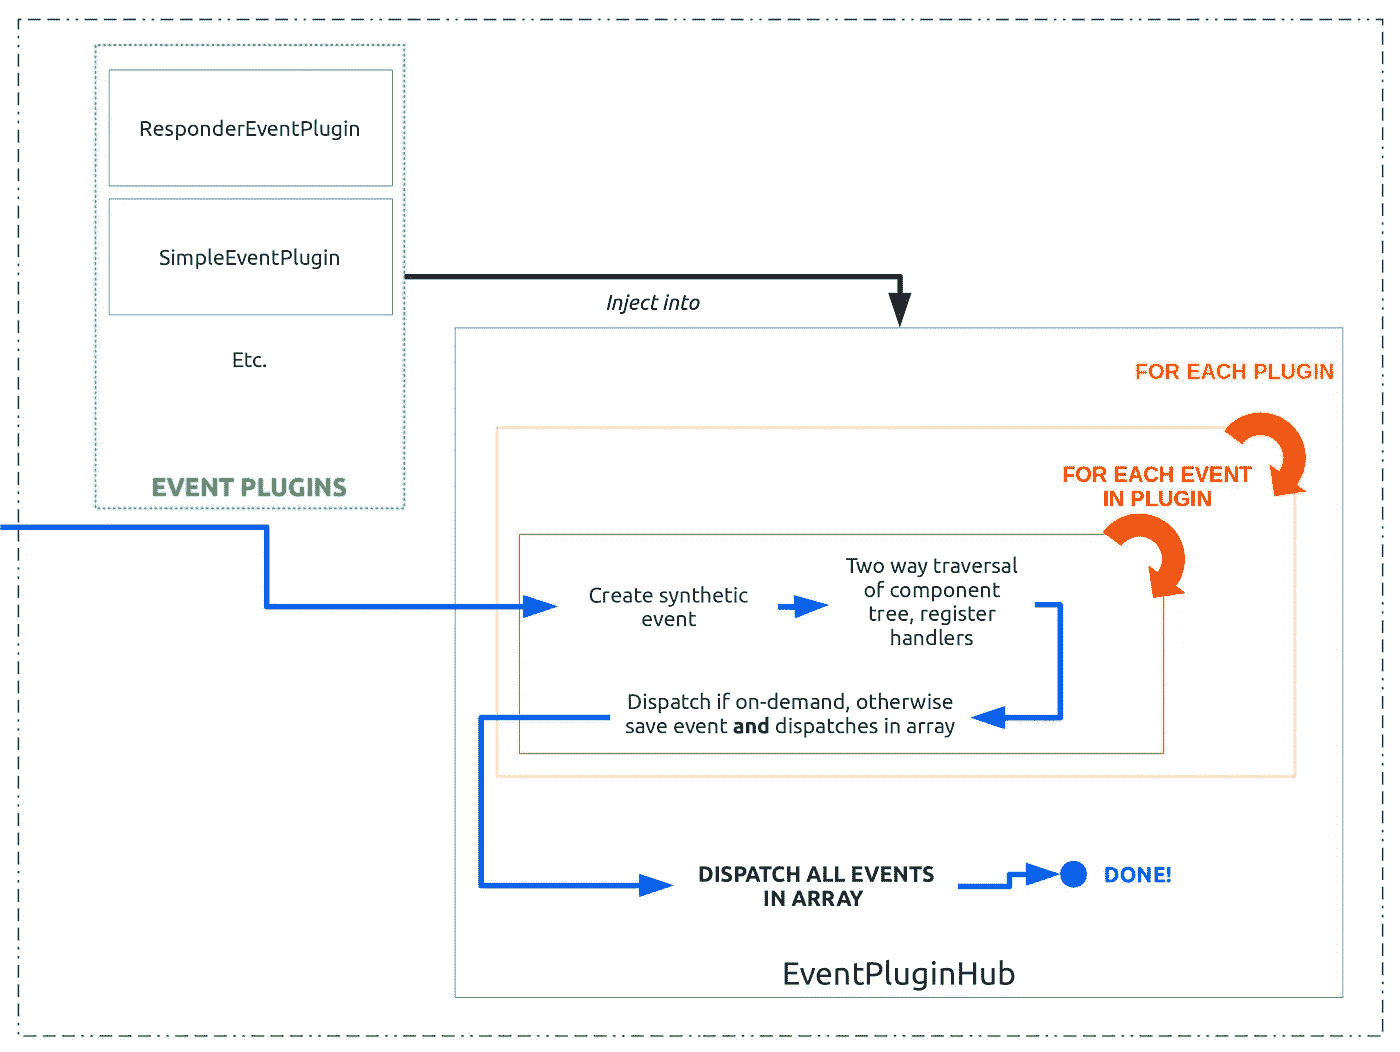 ResponderEventPlugin
SimpleEventPlugin
Etc.
EVENT PLUGINS
Inject into
FOR EACH PLUGIN
FOR EACH EVENT
IN PLUGIN
Create synthetic
event
Two way traversal
of component
tree, register
handlers
Dispatch if on-demand, otherwise
save event and dispatches in array
DISPATCH ALL EVENTS
IN ARRAY
DONE!
EventPluginHub